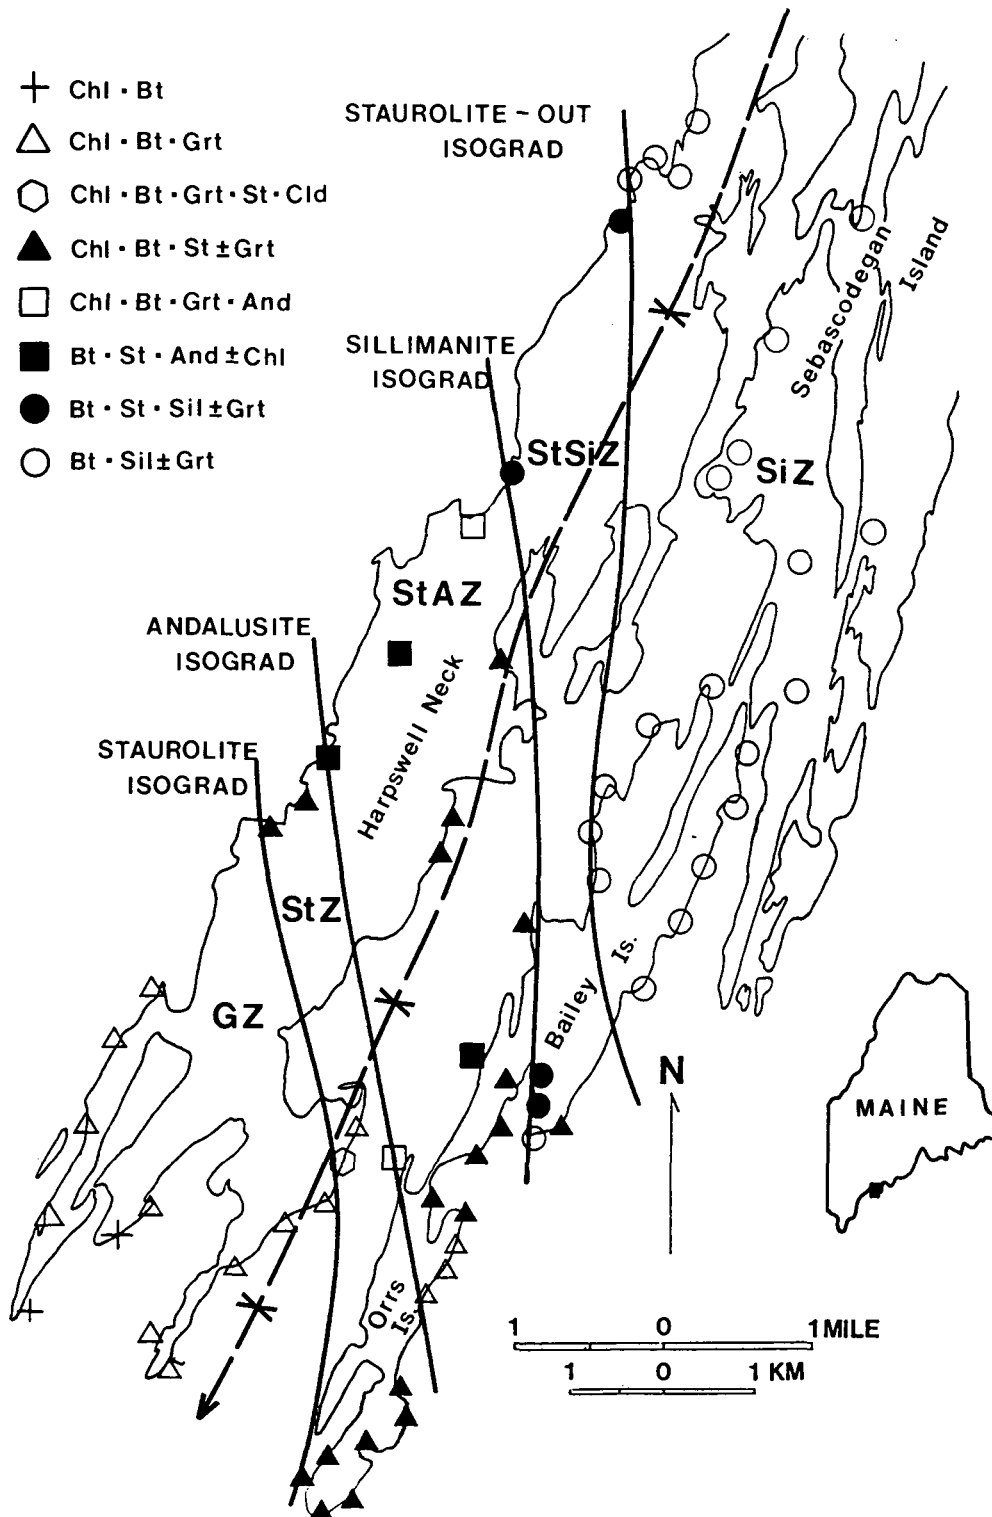 Chl · Bt
Chl · Bt · Grt
Chl · Bt · Grt · St · Cld
Chl · Bt · St ± Grt
Chl · Bt · Grt · And
Bt · St · And ± Chl
Bt · St · Sil ± Grt
Bt · Sil ± Grt
STAUROLITE - OUT
ISOGRAD
SILLIMANITE
ISOGRAD
ANDALUSITE
ISOGRAD
STAUROLITE
ISOGRAD
Sebascodegan
Island
StSiZ
SiZ
StAZ
Harpswell Neck
StZ
GZ
Bailey Is.
Orrs
Is.
N
MAINE
1 0 1 MILE
1 0 1 KM